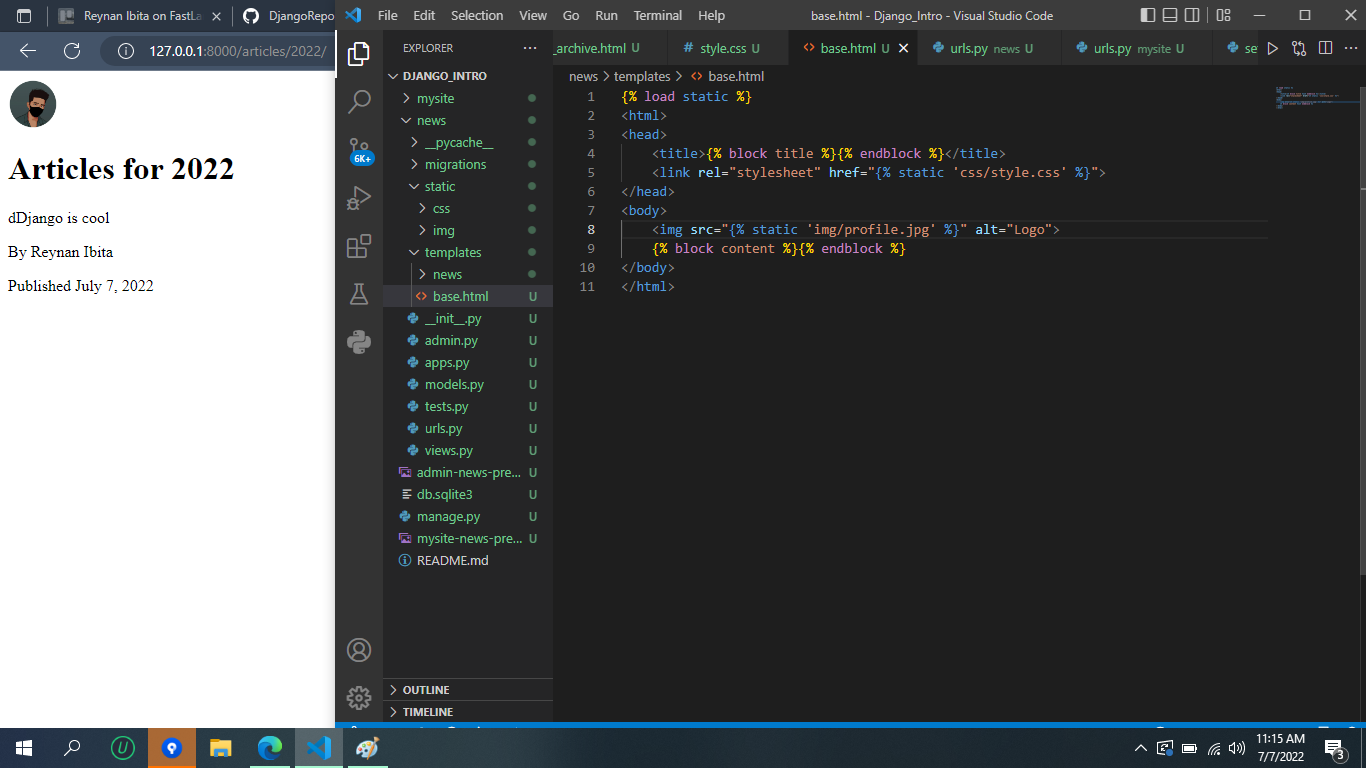 Reynan Ibita on FastLa
DjangoRepo
127.0.0.1:8000/articles/2022/
Articles for 2022
dDjango is cool
By Reynan Ibita
Published July 7, 2022
File Edit Selection View Go Run Terminal Help
base.html - Django_Intro - Visual Studio Code
6K+
EXPLORER
DJANGO_INTRO
mysite
news
__pycache__
migrations
static
css
img
templates
news
base.html U
__init__.py U
admin.py U
apps.py U
models.py U
tests.py U
urls.py U
views.py U
admin-news-pre... U
db.sqlite3 U
manage.py U
mysite-news-pre... U
README.md
OUTLINE
TIMELINE
_archive.html U
# style.css U
base.html U
urls.py news U
urls.py mysite U
se
news > templates > base.html
1 {% load static %}
2 <html>
3 <head>
4 <title>{% block title %}{% endblock %}</title>
5 <link rel="stylesheet" href="{% static 'css/style.css' %}">
6 </head>
7 <body>
8 <img src="{% static 'img/profile.jpg' %}" alt="Logo">
9 {% block content %}{% endblock %}
10 </body>
11 </html>
11:15 AM
7/7/2022
3